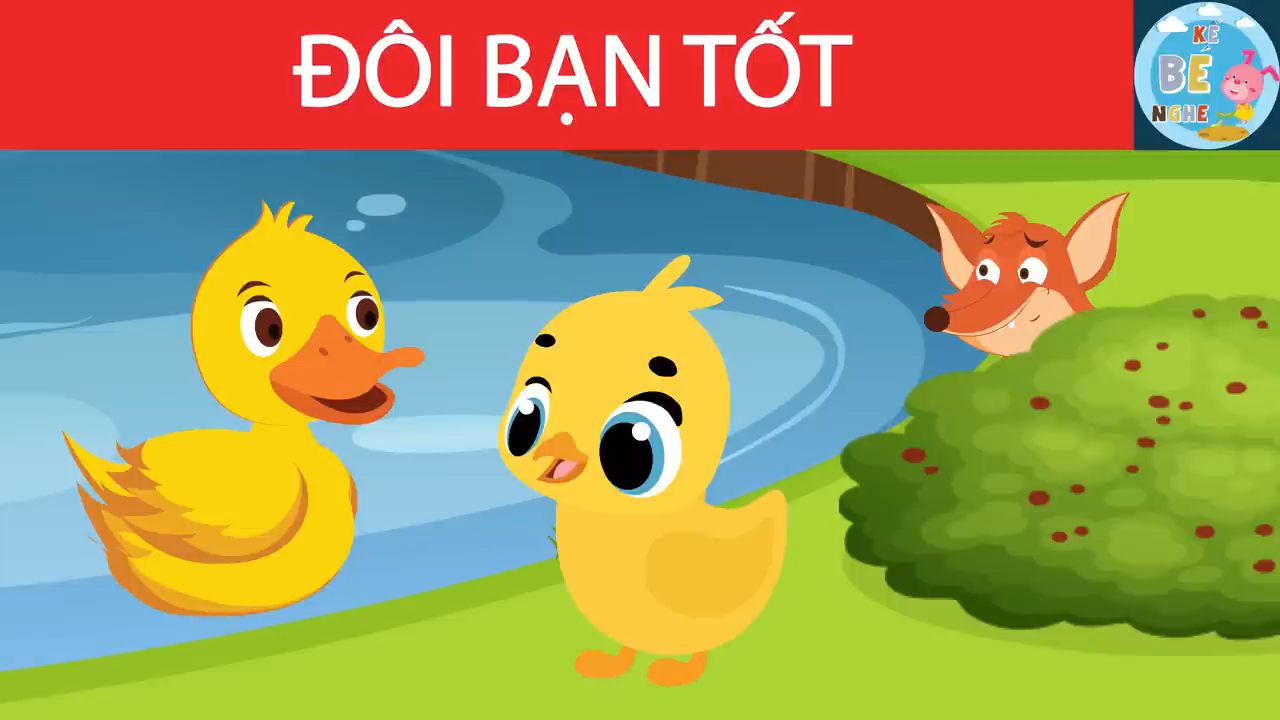 ĐÔI BẠN TỐT
KỂ
BÉ
NGHE